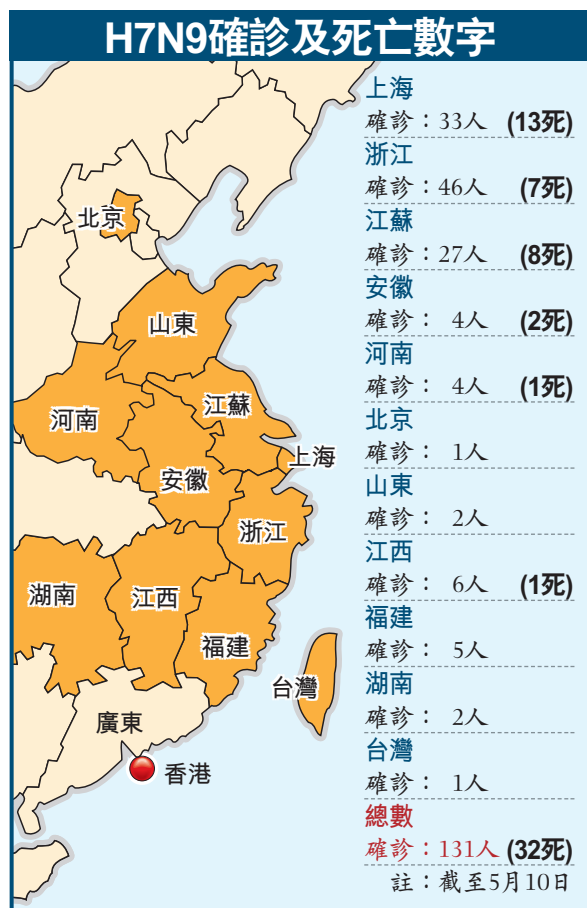 H7N9確診及死亡數字
上海
確診：33人 (13死)
浙江
確診：46人 (7死)
江蘇
確診：27人 (8死)
安徽
確診： 4人 (2死)
河南
確診： 4人 (1死)
北京
確診： 1人
山東
確診： 2人
江西
確診： 6人 (1死)
福建
確診： 5人
湖南
確診： 2人
台灣
確診： 1人
總數
確診：131人 (32死)
註：截至5月10日
北京
山東
河南
江蘇
安徽
上海
浙江
湖南
江西
福建
台灣
廣東
香港